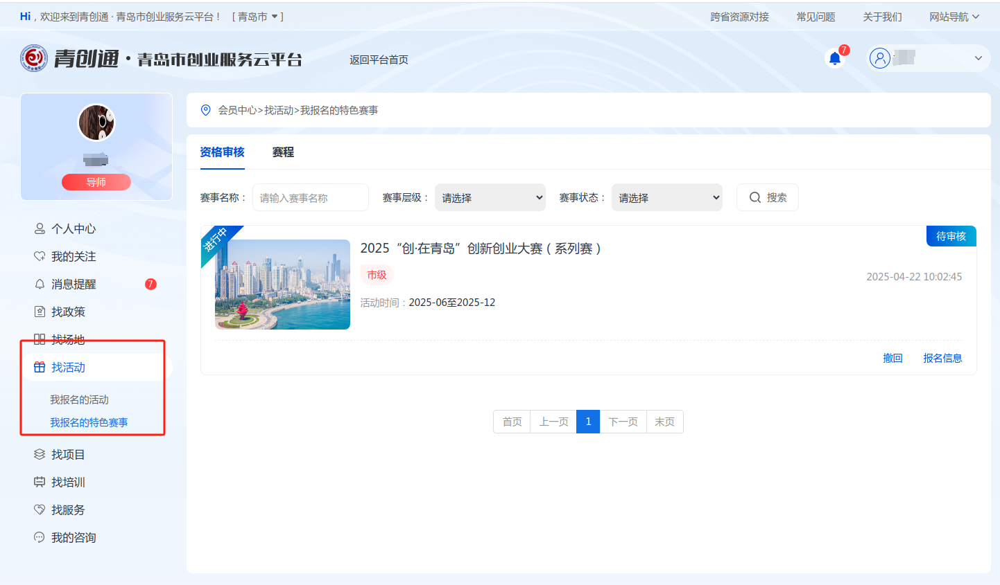 Hi，欢迎来到青创通 · 青岛市创业服务云平台！ [ 青岛市 ] 跨省资源对接 常见问题 关于我们 网站导航
青创通 · 青岛市创业服务云平台 返回平台首页 7
导师
个人中心
我的关注
消息提醒 7
找政策
找场地
找活动
我报名的活动
我报名的特色赛事
找项目
找培训
找服务
我的咨询
会员中心>找活动>我报名的特色赛事
资格审核 赛程
赛事名称： 请输入赛事名称 赛事层级： 请选择 赛事状态： 请选择 搜索
进行中
待审核
2025“创·在青岛”创新创业大赛（系列赛）
市级
2025-04-22 10:02:45
活动时间：2025-06至2025-12
撤回 报名信息
首页 上一页 1 下一页 末页